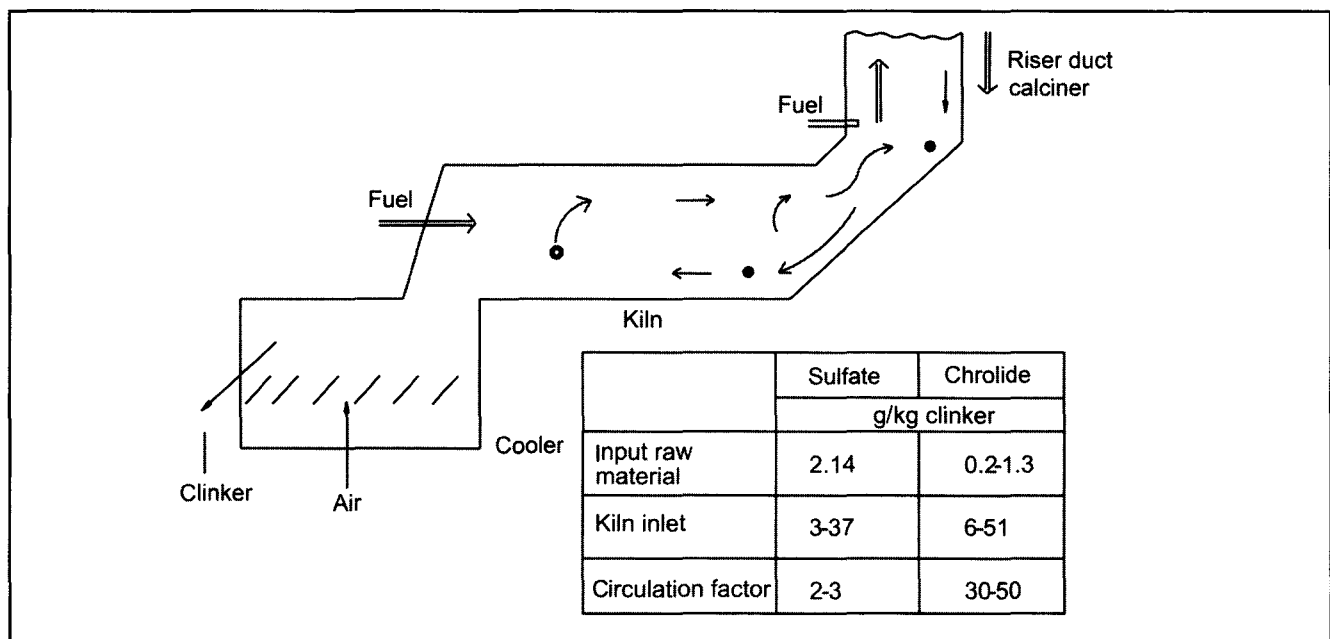 Riser duct
calciner
Fuel
Fuel
Kiln
Cooler
Clinker
Air
Sulfate Chrolide
g/kg clinker
Input raw
material 2.14 0.2-1.3
Kiln inlet 3-37 6-51
Circulation factor 2-3 30-50